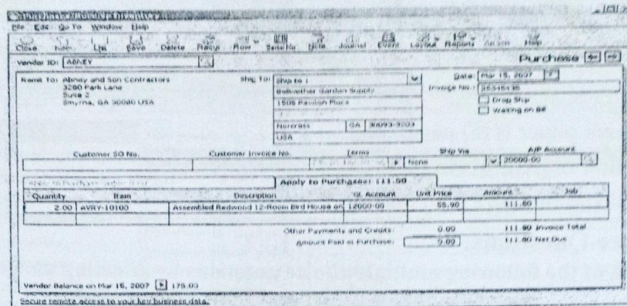 File Edit Go To Window Help
Close New List Save Delete Row Note Journal Event Layout Reports Help
Vendor ID: ABNEY
Purchase
Remit To: Abney and Son Contractors
3280 Park Lane
Suite 2
Smyrna, GA 30080 USA
Ship To: Ship to 1
Bellwether Garden Supply
1505 Pavilion Place
Norcross GA 30093-3203
USA
Date: Mar 15, 2007
Invoice No.:
Drop Ship
Waiting on Bill
Customer SO No. Customer Invoice No. Terms Ship Via A/P Account
None 20000-00
Apply to Purchases: 111.80
Quantity Item Description GL Account Unit Price Amount Job
2.00 AVRY-10100 Assembled Redwood 12-Room Bird House on 12000-00 55.90 111.80
Other Payments and Credits: 0.00 111.80 Invoice Total
Amount Paid at Purchase: 0.00 111.80 Net Due
Vendor Balance on Mar 15, 2007 175.03
Secure remote access to your key business data.